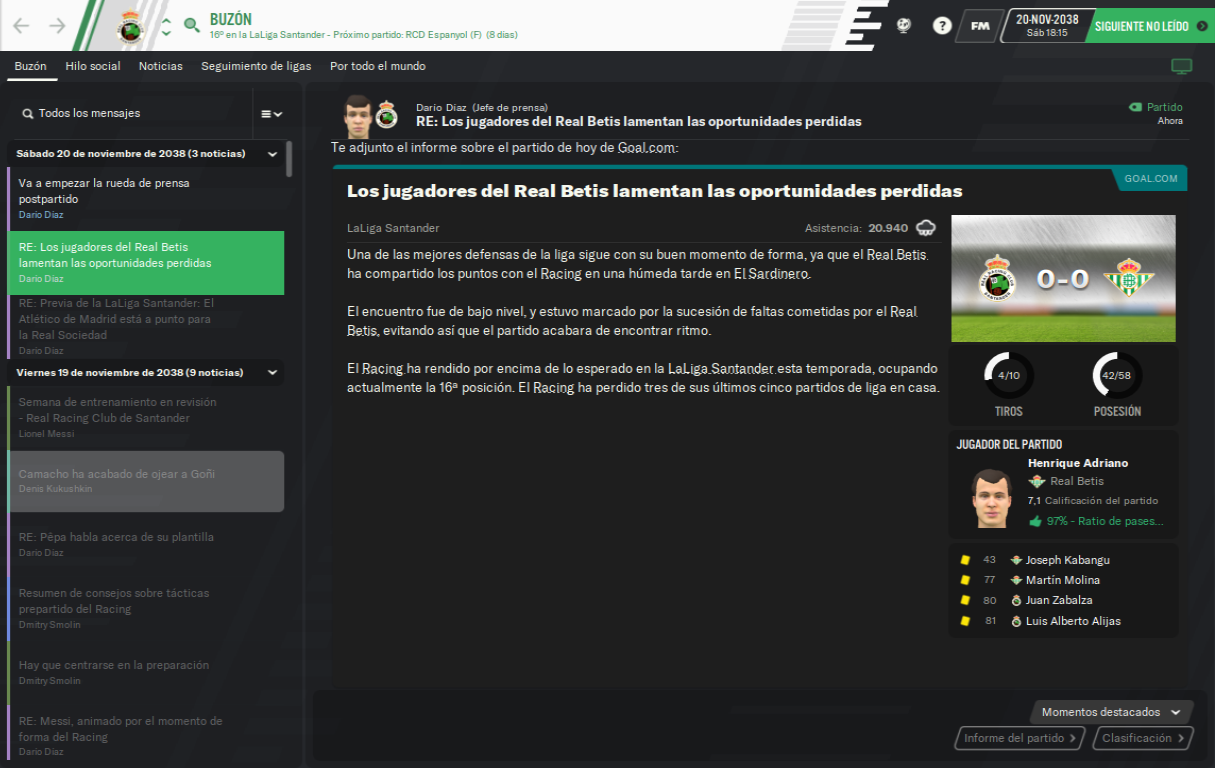 BUZÓN
16º en la LaLiga Santander - Próximo partido: RCD Espanyol (F) (8 días)
FM
20-NOV-2038
Sáb 18:15
SIGUIENTE NO LEÍDO
Buzón
Hilo social
Noticias
Seguimiento de ligas
Por todo el mundo
Todos los mensajes
Sábado 20 de noviembre de 2038 (3 noticias)
Va a empezar la rueda de prensa
postpartido
Darío Díaz
RE: Los jugadores del Real Betis
lamentan las oportunidades perdidas
Darío Díaz
RE: Previa de la LaLiga Santander: El
Atlético de Madrid está a punto para
la Real Sociedad
Darío Díaz
Viernes 19 de noviembre de 2038 (9 noticias)
Semana de entrenamiento en revisión
- Real Racing Club de Santander
Lionel Messi
Camacho ha acabado de ojear a Goñi
Denis Kukushkin
RE: Pêpa habla acerca de su plantilla
Darío Díaz
Resumen de consejos sobre tácticas
prepartido del Racing
Dmitry Smolin
Hay que centrarse en la preparación
Dmitry Smolin
RE: Messi, animado por el momento de
forma del Racing
Darío Díaz
Darío Díaz (Jefe de prensa)
RE: Los jugadores del Real Betis lamentan las oportunidades perdidas
Partido
Ahora
Te adjunto el informe sobre el partido de hoy de Goal.com:
GOAL.COM
Los jugadores del Real Betis lamentan las oportunidades perdidas
LaLiga Santander
Asistencia: 20.940
Una de las mejores defensas de la liga sigue con su buen momento de forma, ya que el Real Betis
ha compartido los puntos con el Racing en una húmeda tarde en El Sardinero.
El encuentro fue de bajo nivel, y estuvo marcado por la sucesión de faltas cometidas por el Real
Betis, evitando así que el partido acabara de encontrar ritmo.
El Racing ha rendido por encima de lo esperado en la LaLiga Santander esta temporada, ocupando
actualmente la 16ª posición. El Racing ha perdido tres de sus últimos cinco partidos de liga en casa.
0-0
4/10
TIROS
42/58
POSESIÓN
JUGADOR DEL PARTIDO
Henrique Adriano
Real Betis
7,1 Calificación del partido
97% - Ratio de pases...
43 Joseph Kabangu
77 Martín Molina
80 Juan Zabalza
81 Luis Alberto Alijas
Momentos destacados
Informe del partido
Clasificación